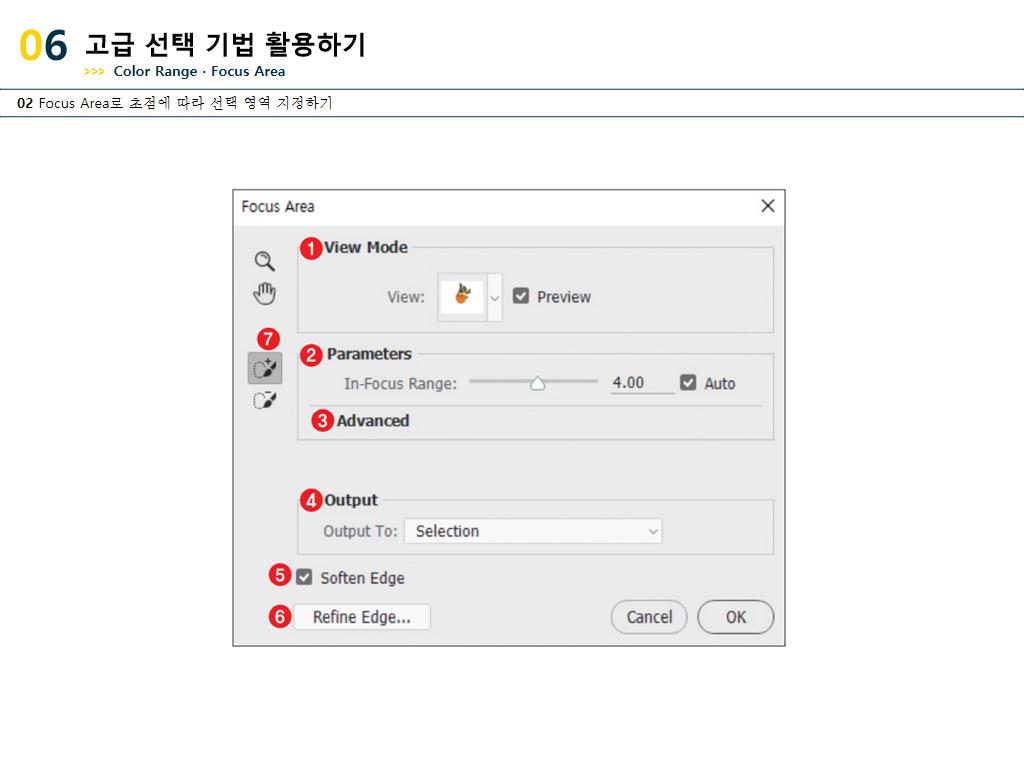 06 고급 선택 기법 활용하기
>>> Color Range · Focus Area
02 Focus Area로 초점에 따라 선택 영역 지정하기
Focus Area
1 View Mode
View: Preview
7
2 Parameters
In-Focus Range: 4.00 Auto
3 Advanced
4 Output
Output To: Selection
5 Soften Edge
6 Refine Edge... Cancel OK